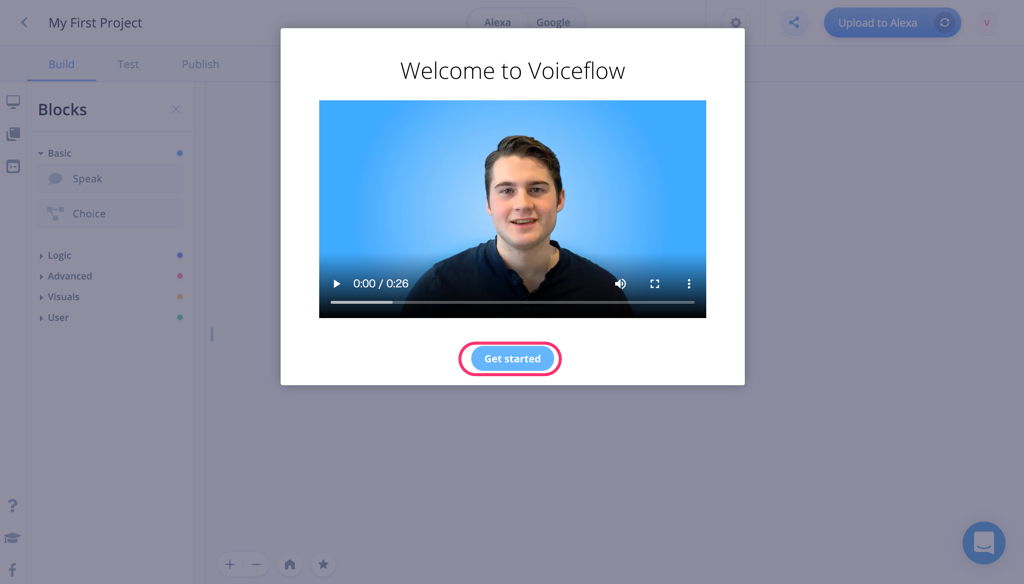 My First Project
Alexa Google
Upload to Alexa
V
Build Test Publish
Welcome to Voiceflow
Blocks
Basic
Speak
Choice
Logic
Advanced
Visuals
User
0:00 / 0:26
Get started